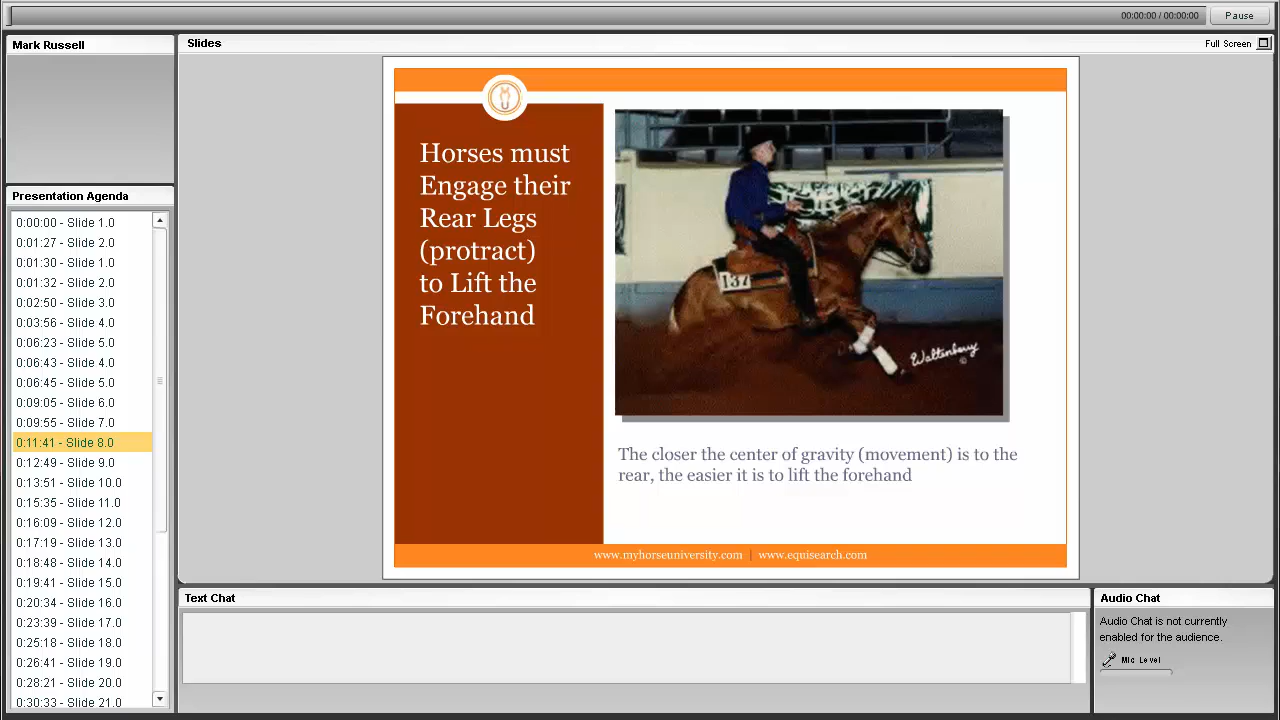 00:00:00 / 00:00:00
Pause
Mark Russell
Slides
Full Screen
Horses must
Engage their
Rear Legs
(protract)
to Lift the
Forehand
137
Waltenberry
©
The closer the center of gravity (movement) is to the
rear, the easier it is to lift the forehand
www.myhorseuniversity.com | www.equisearch.com
Presentation Agenda
0:00:00 - Slide 1.0
0:01:27 - Slide 2.0
0:01:30 - Slide 1.0
0:01:32 - Slide 2.0
0:02:50 - Slide 3.0
0:03:56 - Slide 4.0
0:06:23 - Slide 5.0
0:06:43 - Slide 4.0
0:06:45 - Slide 5.0
0:09:05 - Slide 6.0
0:09:55 - Slide 7.0
0:11:41 - Slide 8.0
0:12:49 - Slide 9.0
0:13:51 - Slide 10.0
0:15:35 - Slide 11.0
0:16:09 - Slide 12.0
0:17:19 - Slide 13.0
0:18:48 - Slide 14.0
0:19:41 - Slide 15.0
0:20:34 - Slide 16.0
0:23:39 - Slide 17.0
0:25:18 - Slide 18.0
0:26:41 - Slide 19.0
0:28:21 - Slide 20.0
0:30:33 - Slide 21.0
Text Chat
Audio Chat
Audio Chat is not currently
enabled for the audience.
Mic Level